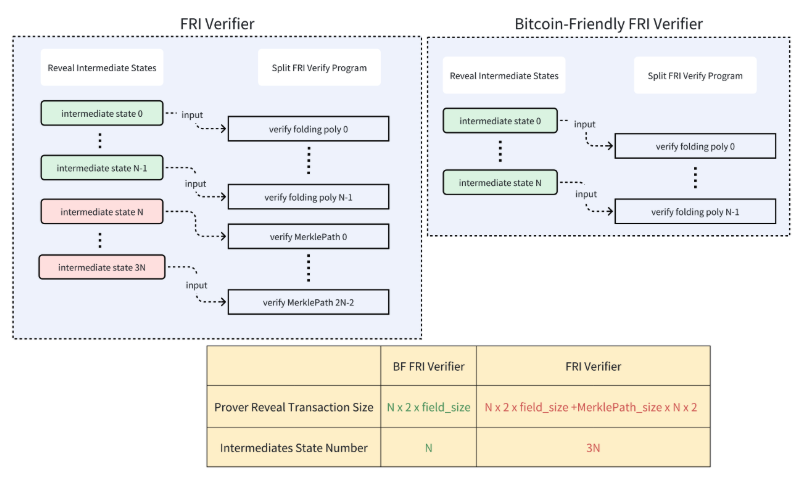 FRI Verifier
Reveal Intermediate States
Split FRI Verify Program
intermediate state 0
input
verify folding poly 0
intermediate state N-1
input
verify folding poly N-1
intermediate state N
verify MerklePath 0
intermediate state 3N
input
verify MerklePath 2N-2
Bitcoin-Friendly FRI Verifier
Reveal Intermediate States
Split FRI Verify Program
intermediate state 0
input
verify folding poly 0
intermediate state N
input
verify folding poly N-1
BF FRI Verifier
FRI Verifier
Prover Reveal Transaction Size
N x 2 x field_size
N x 2 x field_size +MerklePath_size x N x 2
Intermediates State Number
N
3N